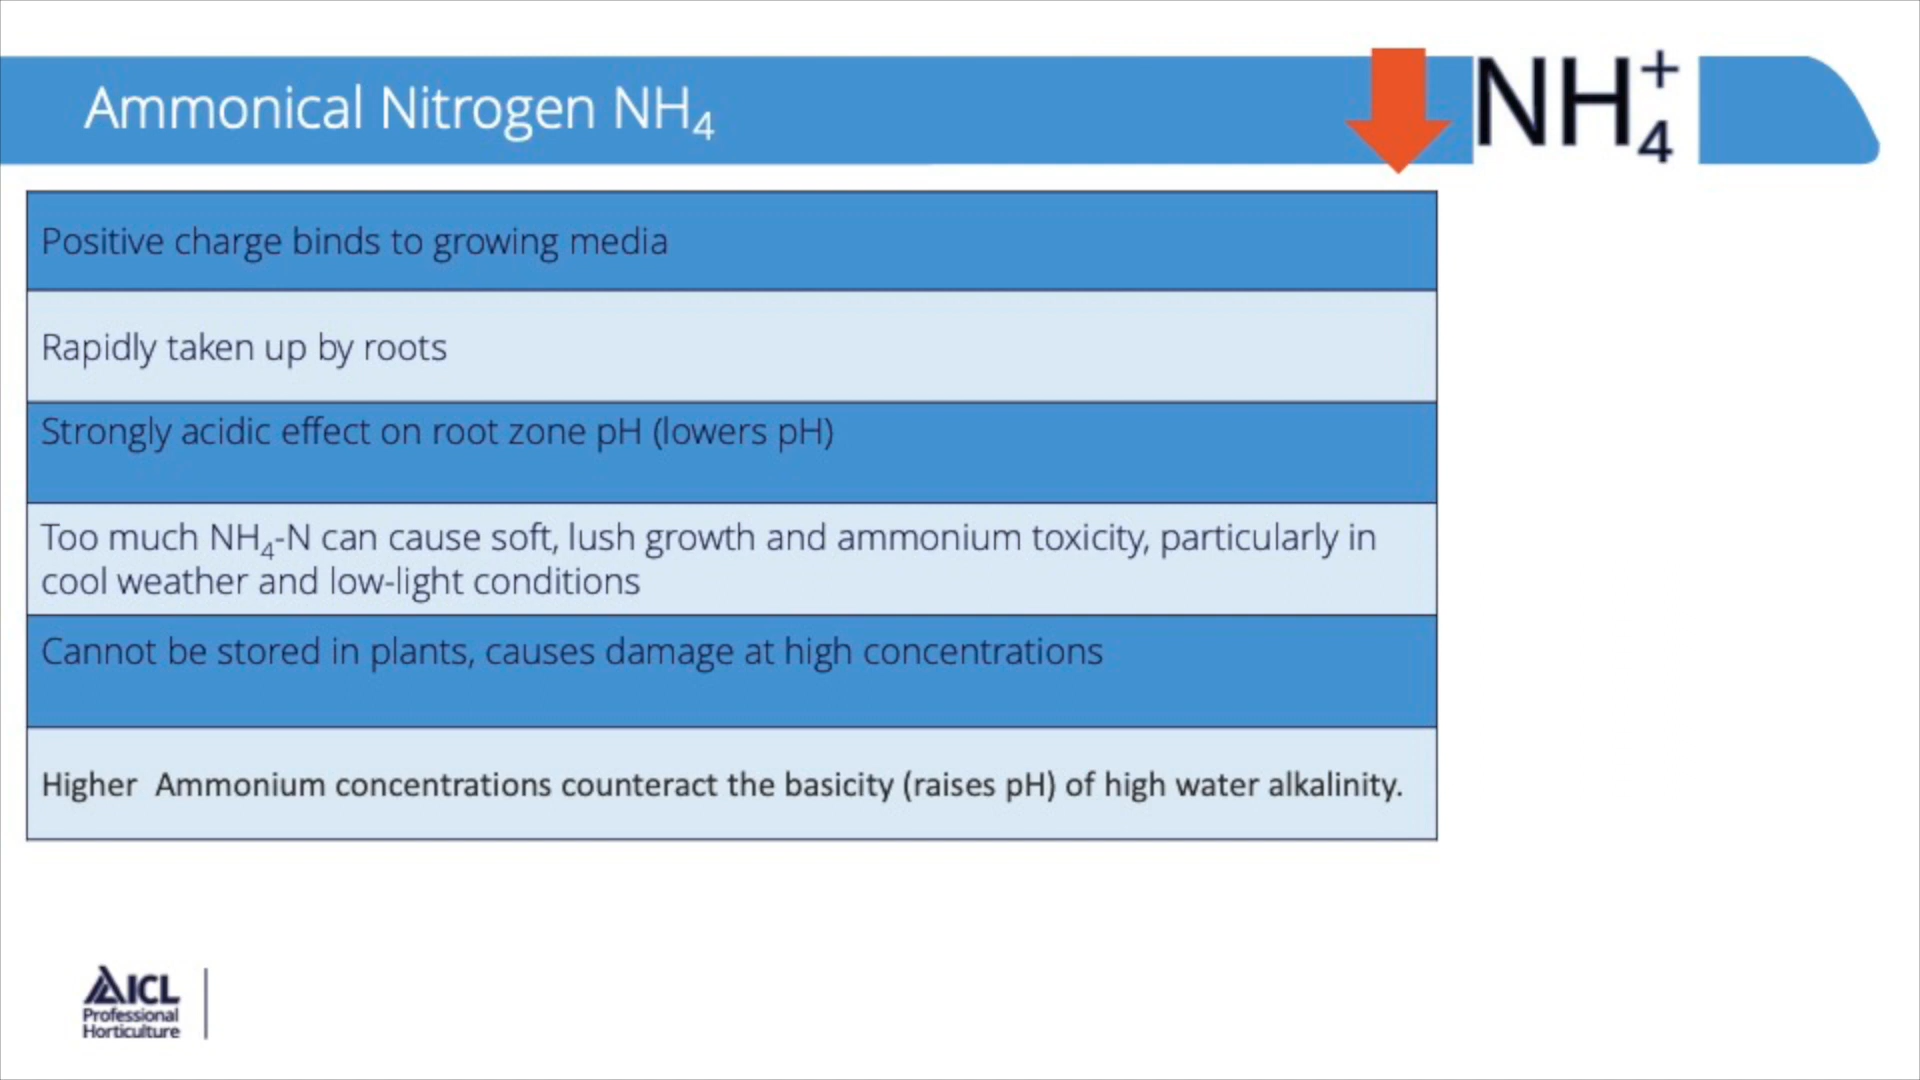 Ammonical Nitrogen NH₄
NH₄⁺
Positive charge binds to growing media
Rapidly taken up by roots
Strongly acidic effect on root zone pH (lowers pH)
Too much NH₄-N can cause soft, lush growth and ammonium toxicity, particularly in
cool weather and low-light conditions
Cannot be stored in plants, causes damage at high concentrations
Higher  Ammonium concentrations counteract the basicity (raises pH) of high water alkalinity.
ICL
Professional
Horticulture